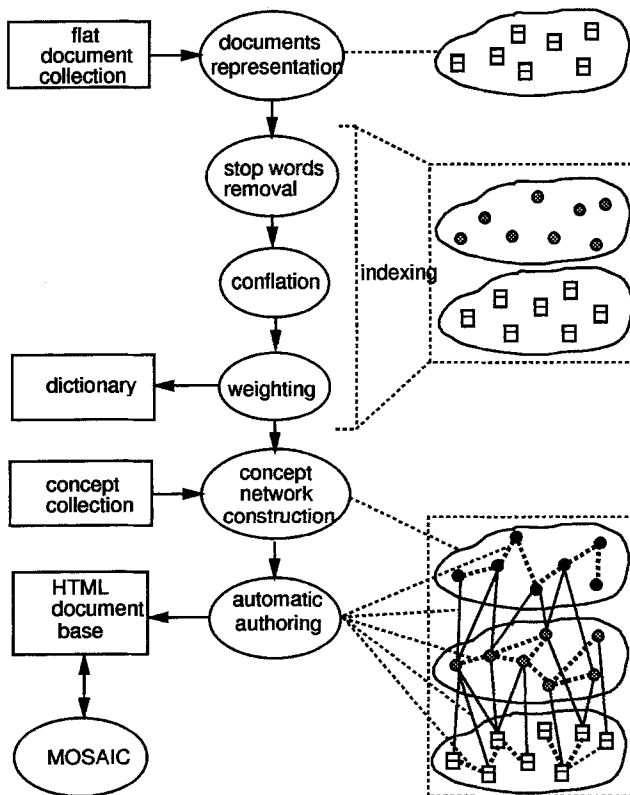 flat
document
collection
documents
representation
stop words
removal
conflation
indexing
dictionary
weighting
concept
collection
concept
network
construction
HTML
document
base
automatic
authoring
MOSAIC